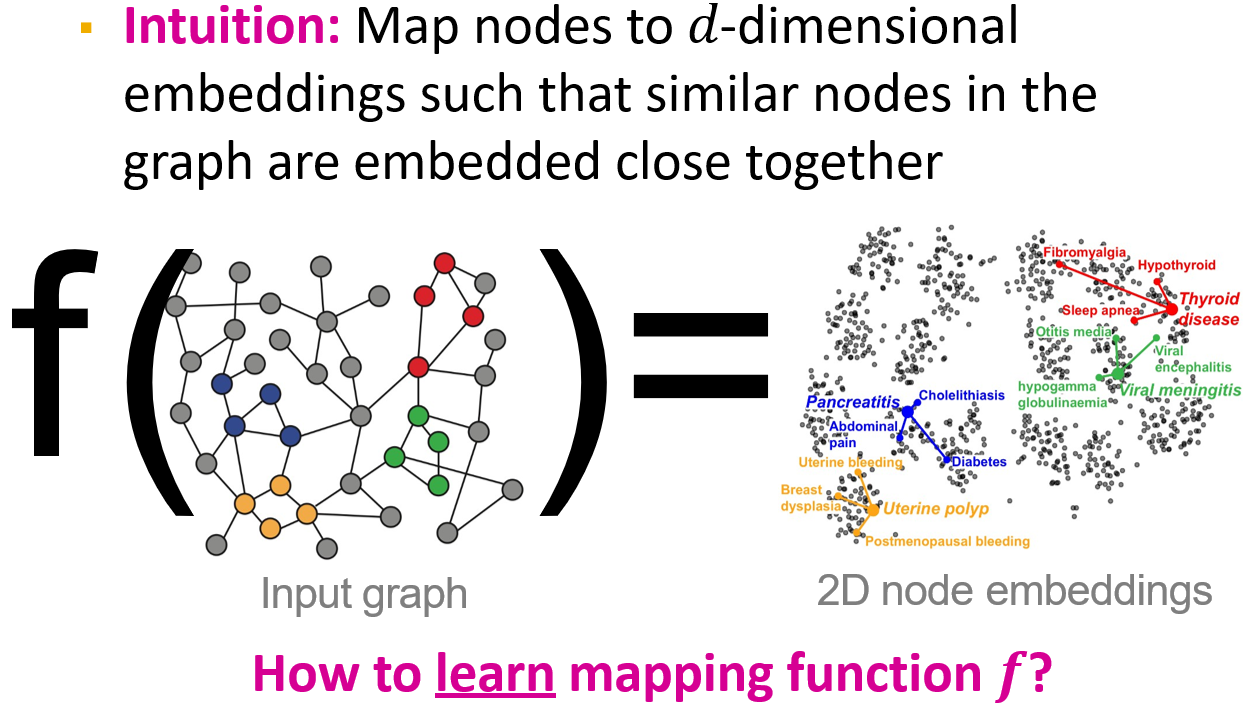 ▪ Intuition: Map nodes to d-dimensional
embeddings such that similar nodes in the
graph are embedded close together
f ( ) =
Fibromyalgia
Hypothyroid
Thyroid
disease
Sleep apnea
Otitis media
Viral
encephalitis
hypogamma
globulinaemia
Viral meningitis
Pancreatitis
Cholelithiasis
Abdominal
pain
Diabetes
Uterine bleeding
Breast
dysplasia
Uterine polyp
Postmenopausal bleeding
Input graph
2D node embeddings
How to learn mapping function f?